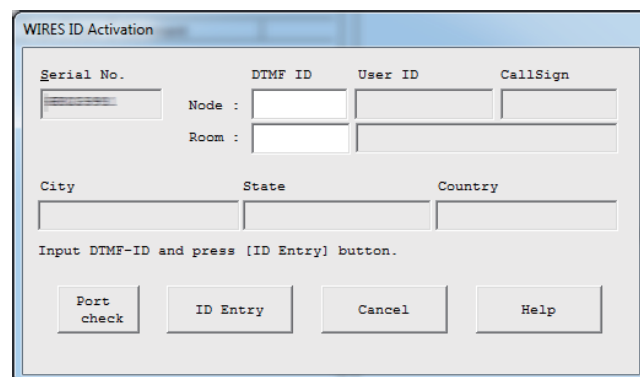 WIRES ID Activation
Serial No. DTMF ID User ID CallSign
Node :
Room :
City State Country
Input DTMF-ID and press [ID Entry] button.
Port check ID Entry Cancel Help